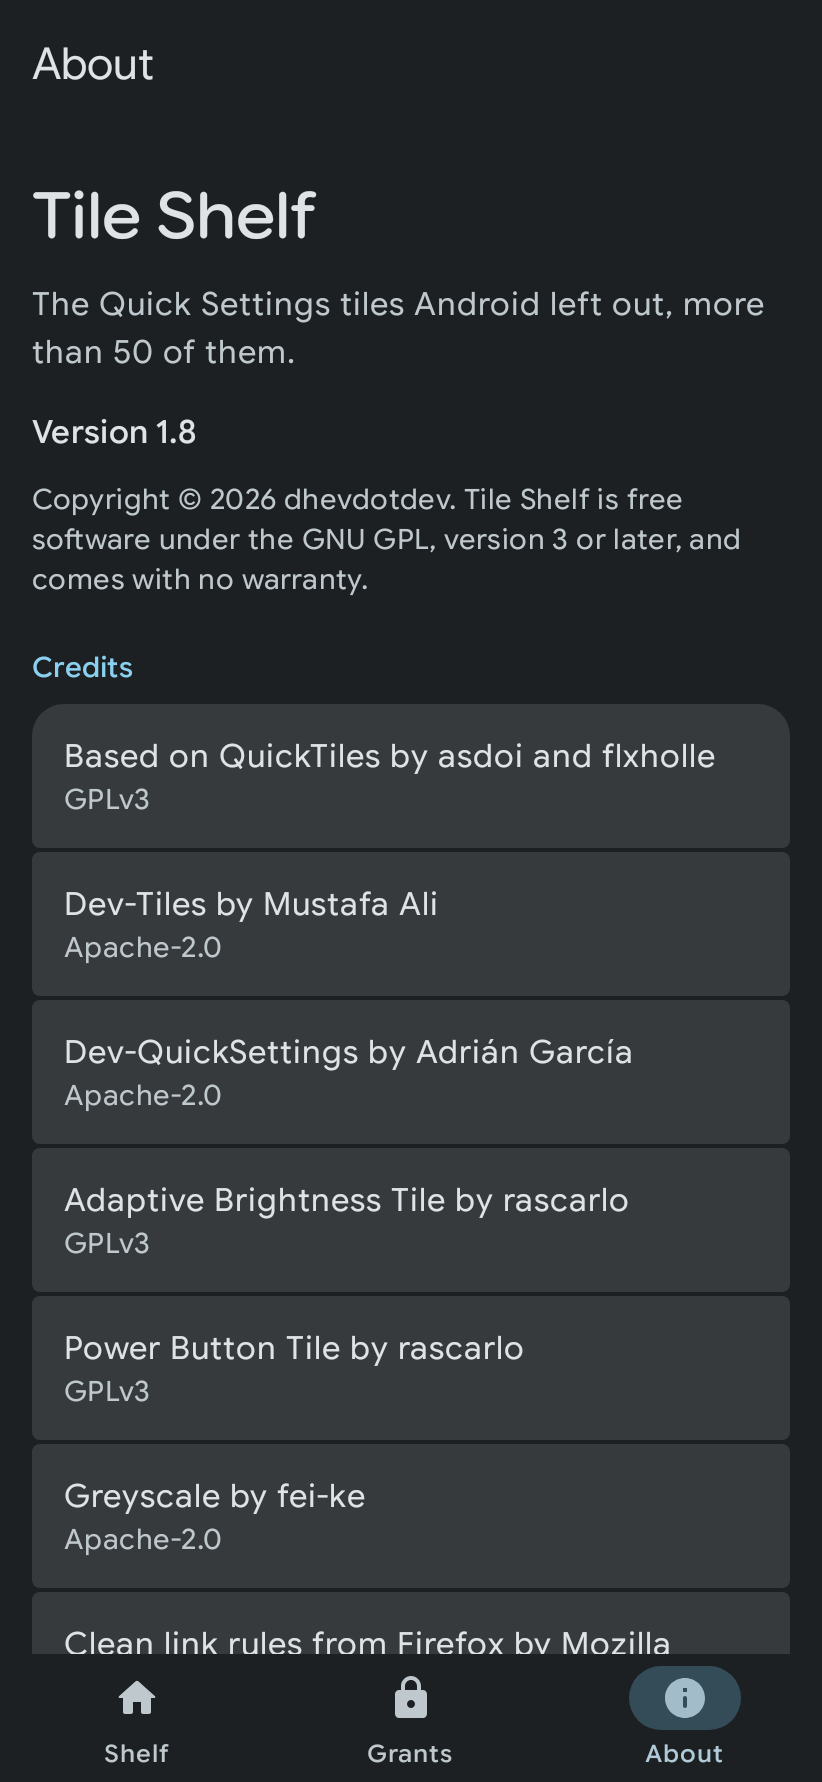 About
Tile Shelf
The Quick Settings tiles Android left out, more
than 50 of them.
Version 1.8
Copyright © 2026 dhevdotdev. Tile Shelf is free
software under the GNU GPL, version 3 or later, and
comes with no warranty.
Credits
Based on QuickTiles by asdoi and flxholle
GPLv3
Dev-Tiles by Mustafa Ali
Apache-2.0
Dev-QuickSettings by Adrián García
Apache-2.0
Adaptive Brightness Tile by rascarlo
GPLv3
Power Button Tile by rascarlo
GPLv3
Greyscale by fei-ke
Apache-2.0
Clean link rules from Firefox by Mozilla
Shelf
Grants
About